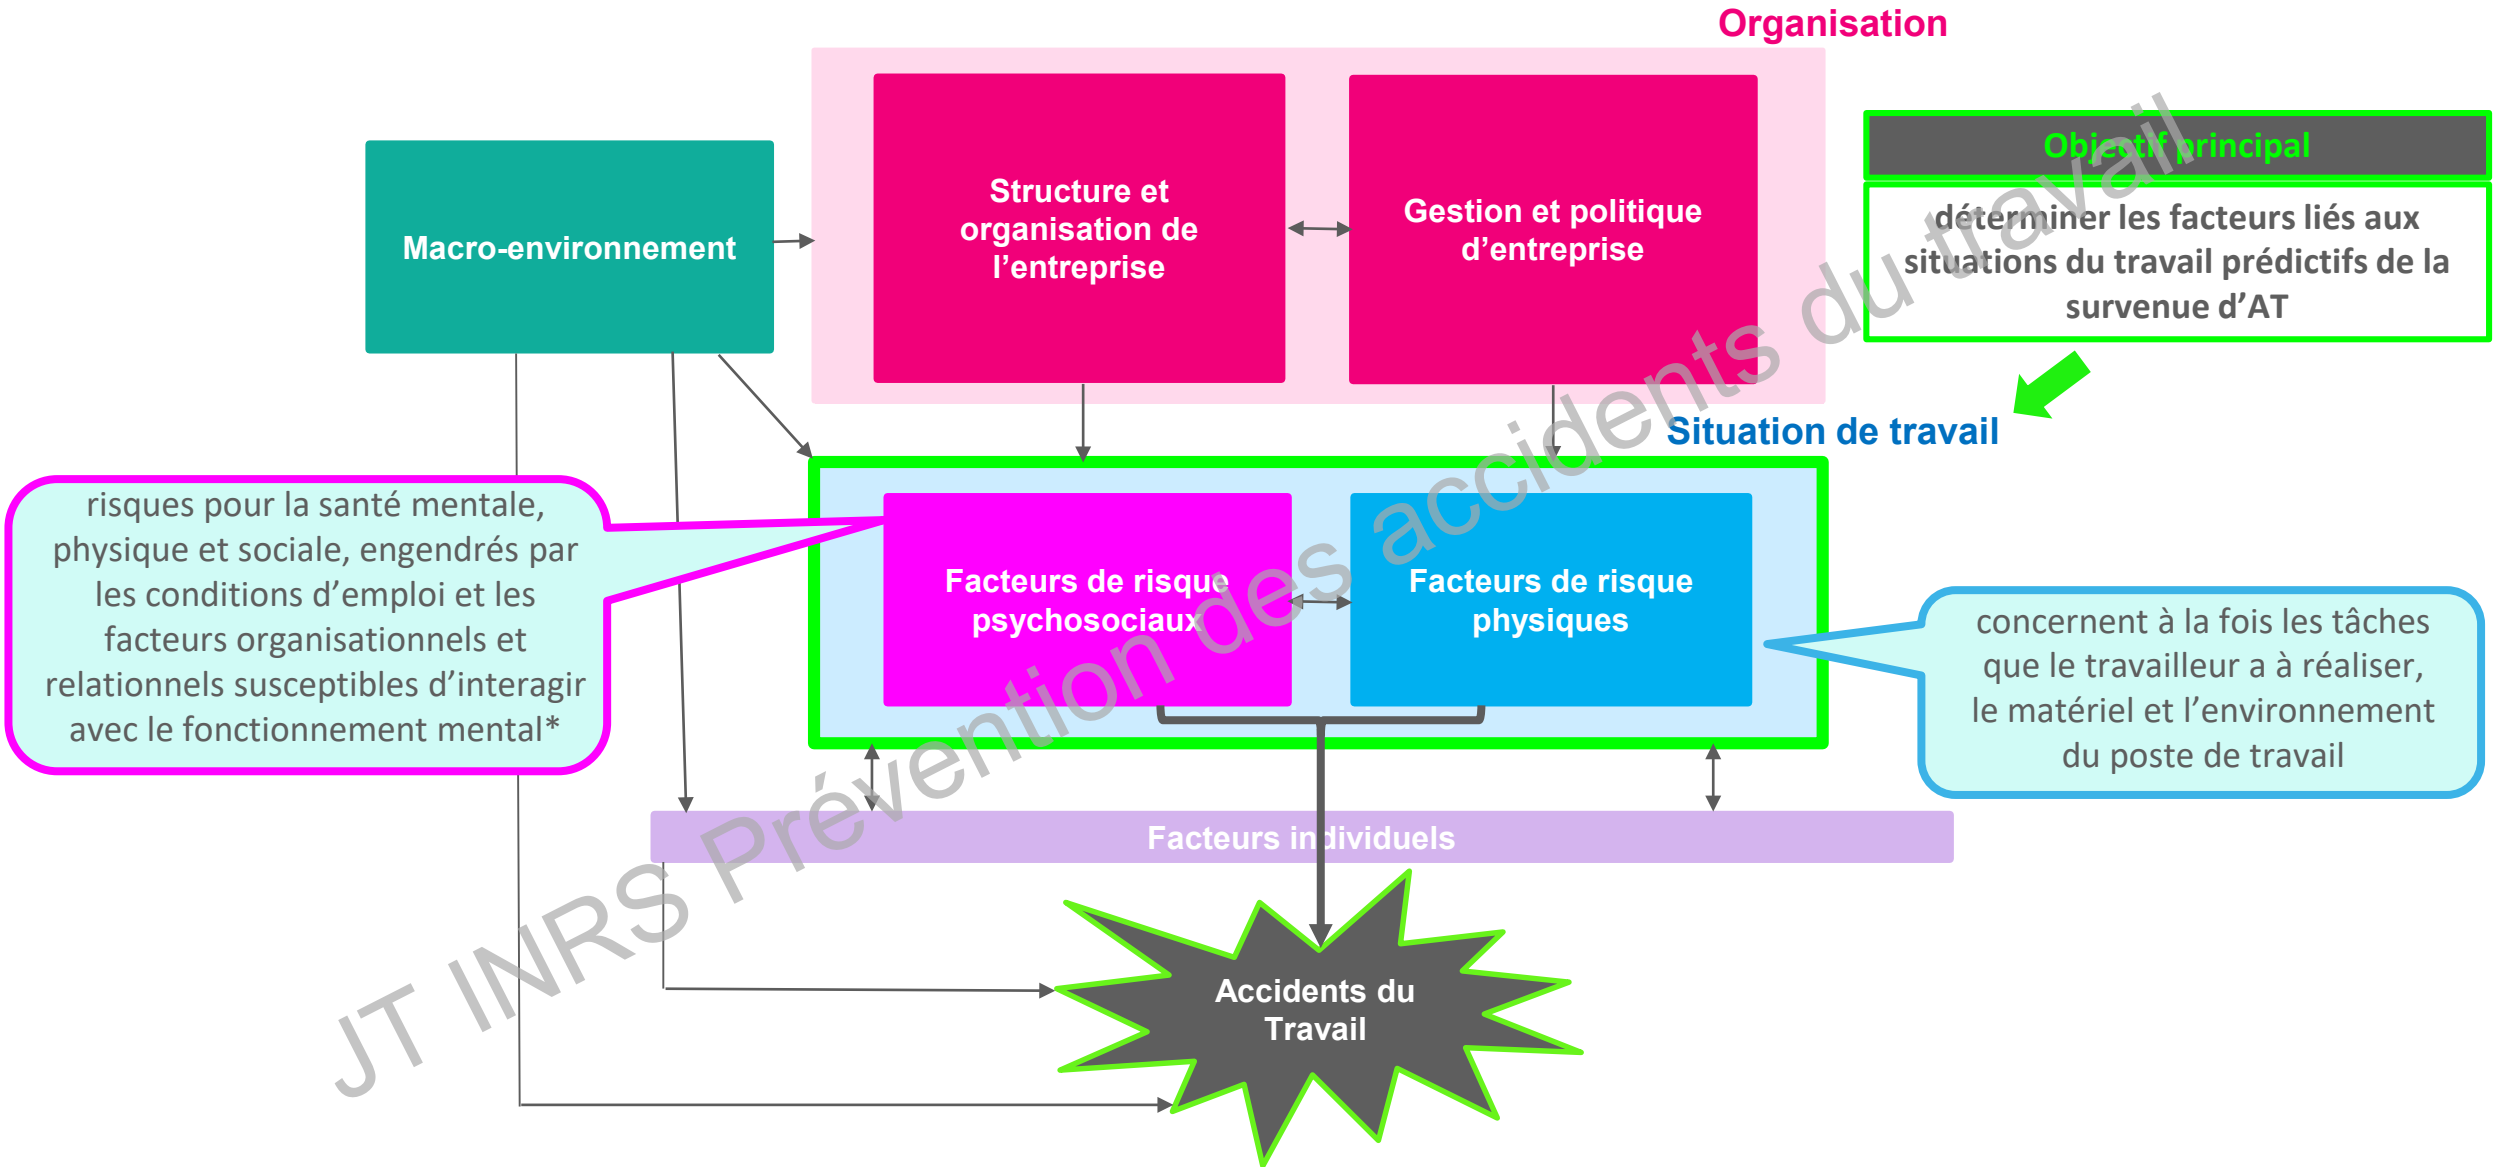 Organisation
Structure et
organisation de
l’entreprise
Gestion et politique
d’entreprise
Macro-environnement
Objectif principal
déterminer les facteurs liés aux
situations du travail prédictifs de la
survenue d’AT
Situation de travail
risques pour la santé mentale,
physique et sociale, engendrés par
les conditions d’emploi et les
facteurs organisationnels et
relationnels susceptibles d’interagir
avec le fonctionnement mental*
Facteurs de risque
psychosociaux
Facteurs de risque
physiques
concernent à la fois les tâches
que le travailleur a à réaliser,
le matériel et l’environnement
du poste de travail
Facteurs individuels
Accidents du
Travail
JT INRS Prévention des accidents du travail